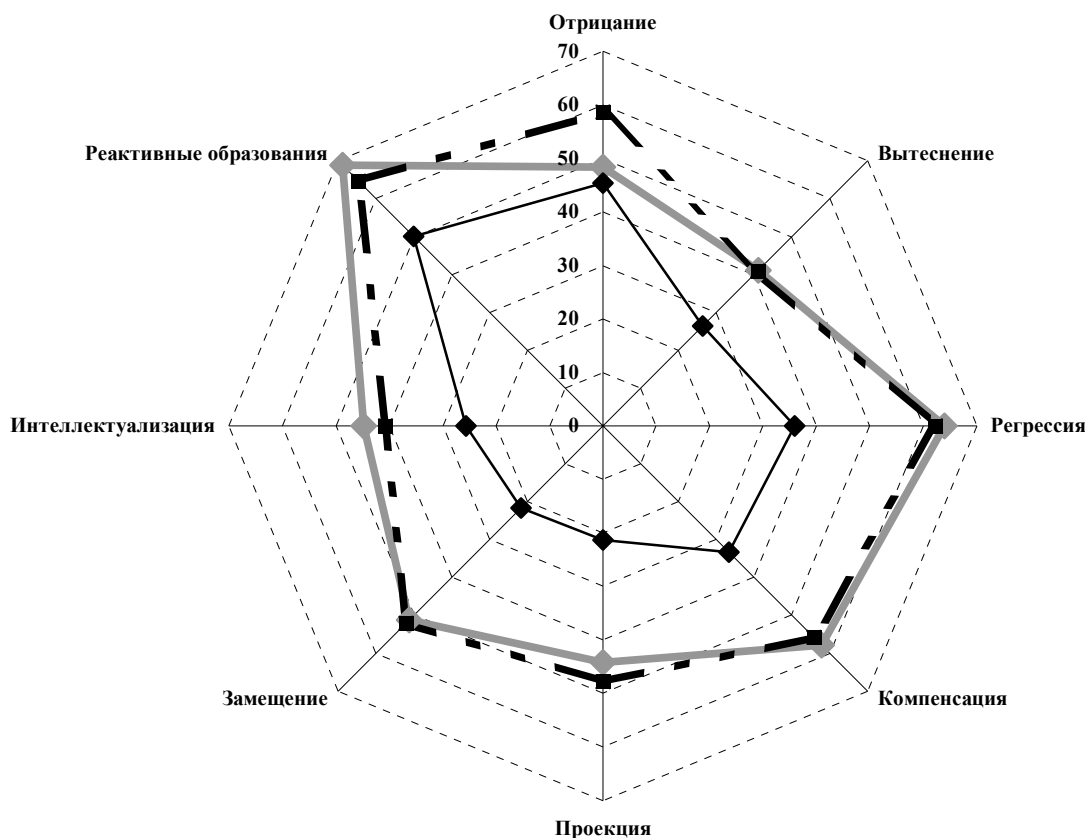 Отрицание
70
60
Реактивные образования
Вытеснение
50
40
30
20
10
Интеллектуализация
0
Регрессия
Замещение
Компенсация
Проекция